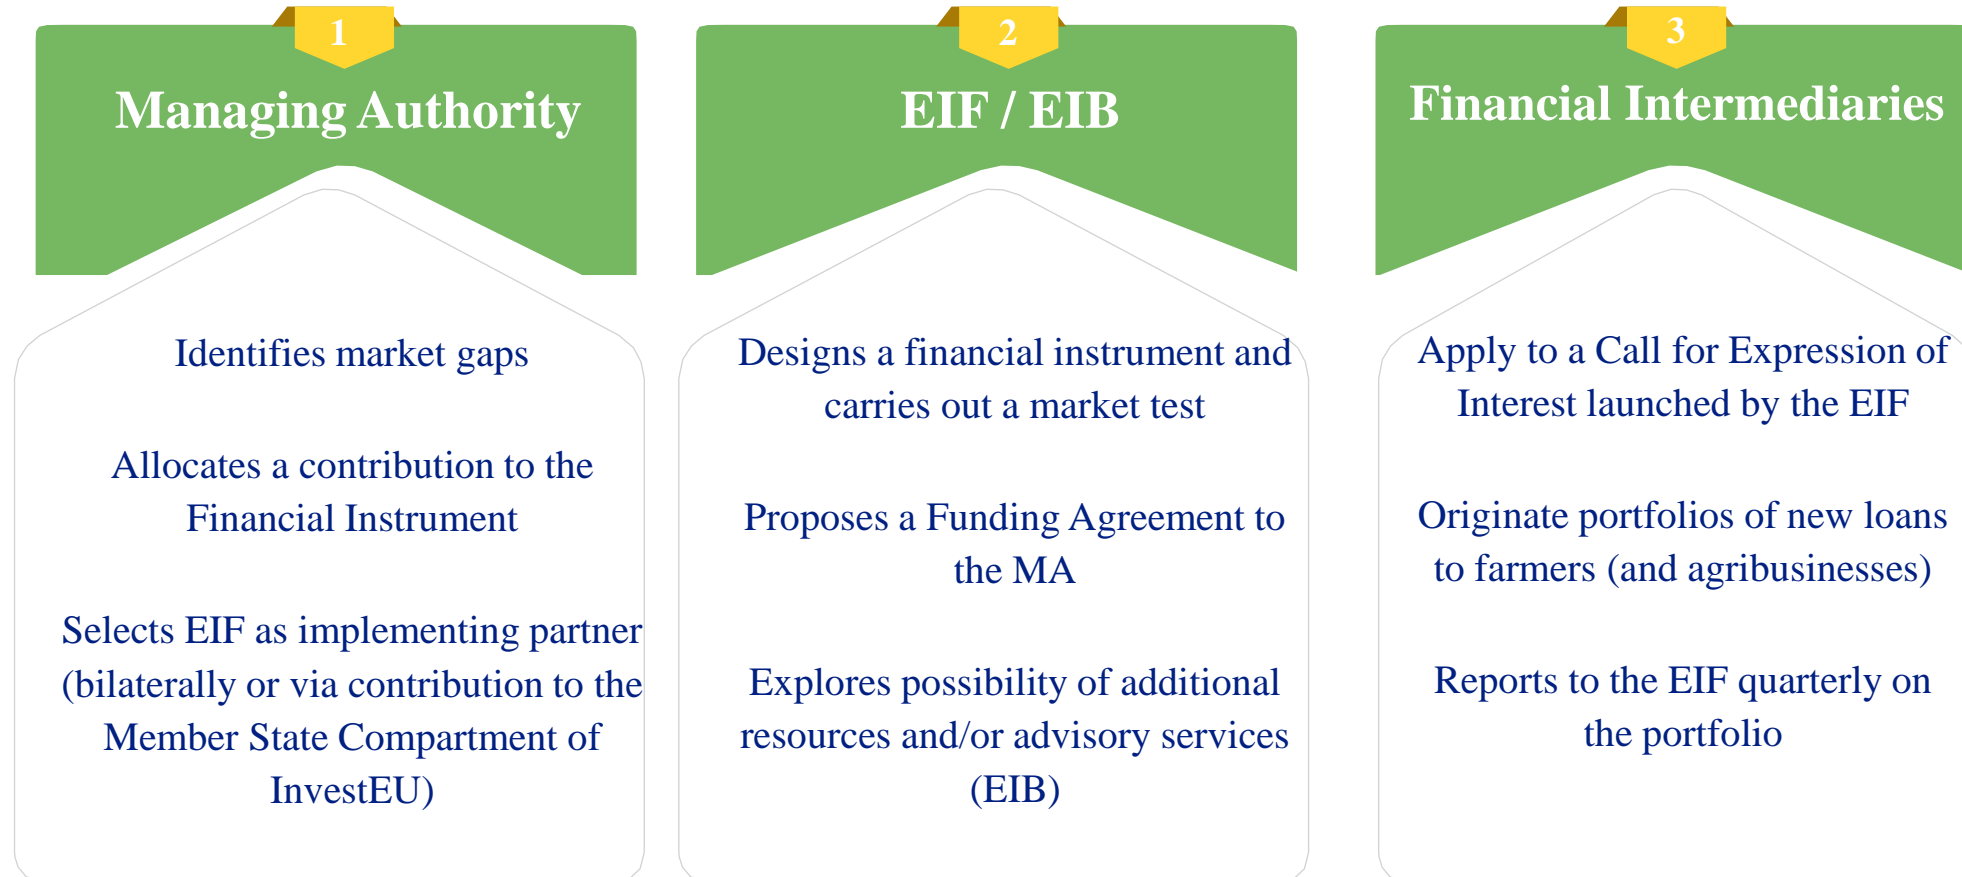 1
Managing Authority
Identifies market gaps
Allocates a contribution to the
Financial Instrument
Selects EIF as implementing partner
(bilaterally or via contribution to the
Member State Compartment of
InvestEU)
2
EIF / EIB
Designs a financial instrument and
carries out a market test
Proposes a Funding Agreement to
the MA
Explores possibility of additional
resources and/or advisory services
(EIB)
3
Financial Intermediaries
Apply to a Call for Expression of
Interest launched by the EIF
Originate portfolios of new loans
to farmers (and agribusinesses)
Reports to the EIF quarterly on
the portfolio